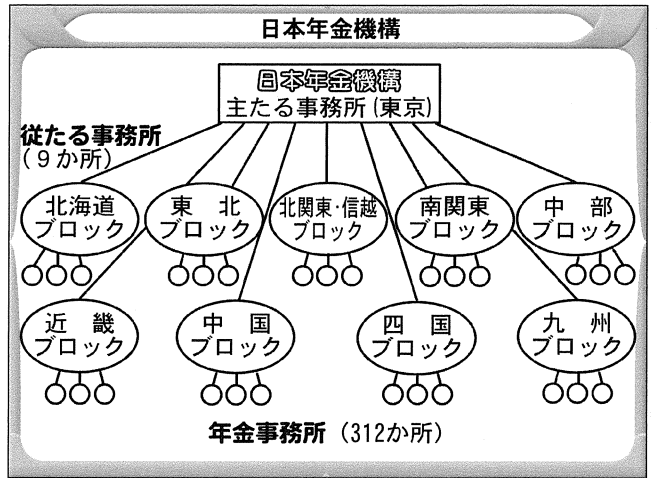 日本年金機構
日本年金機構
主たる事務所(東京)
従たる事務所
(9か所)
北海道
ブロック
東 北
ブロック
北関東・信越
ブロック
南関東
ブロック
中 部
ブロック
近 畿
ブロック
中 国
ブロック
四 国
ブロック
九 州
ブロック
年金事務所(312か所)